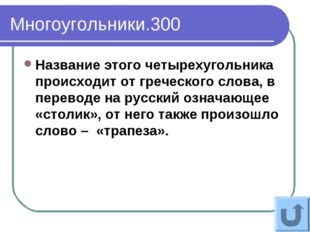 Многоугольники.300
Название этого четырехугольника
происходит от греческого слова, в
переводе на русский означающее
«столик», от него также произошло
слово – «трапеза».